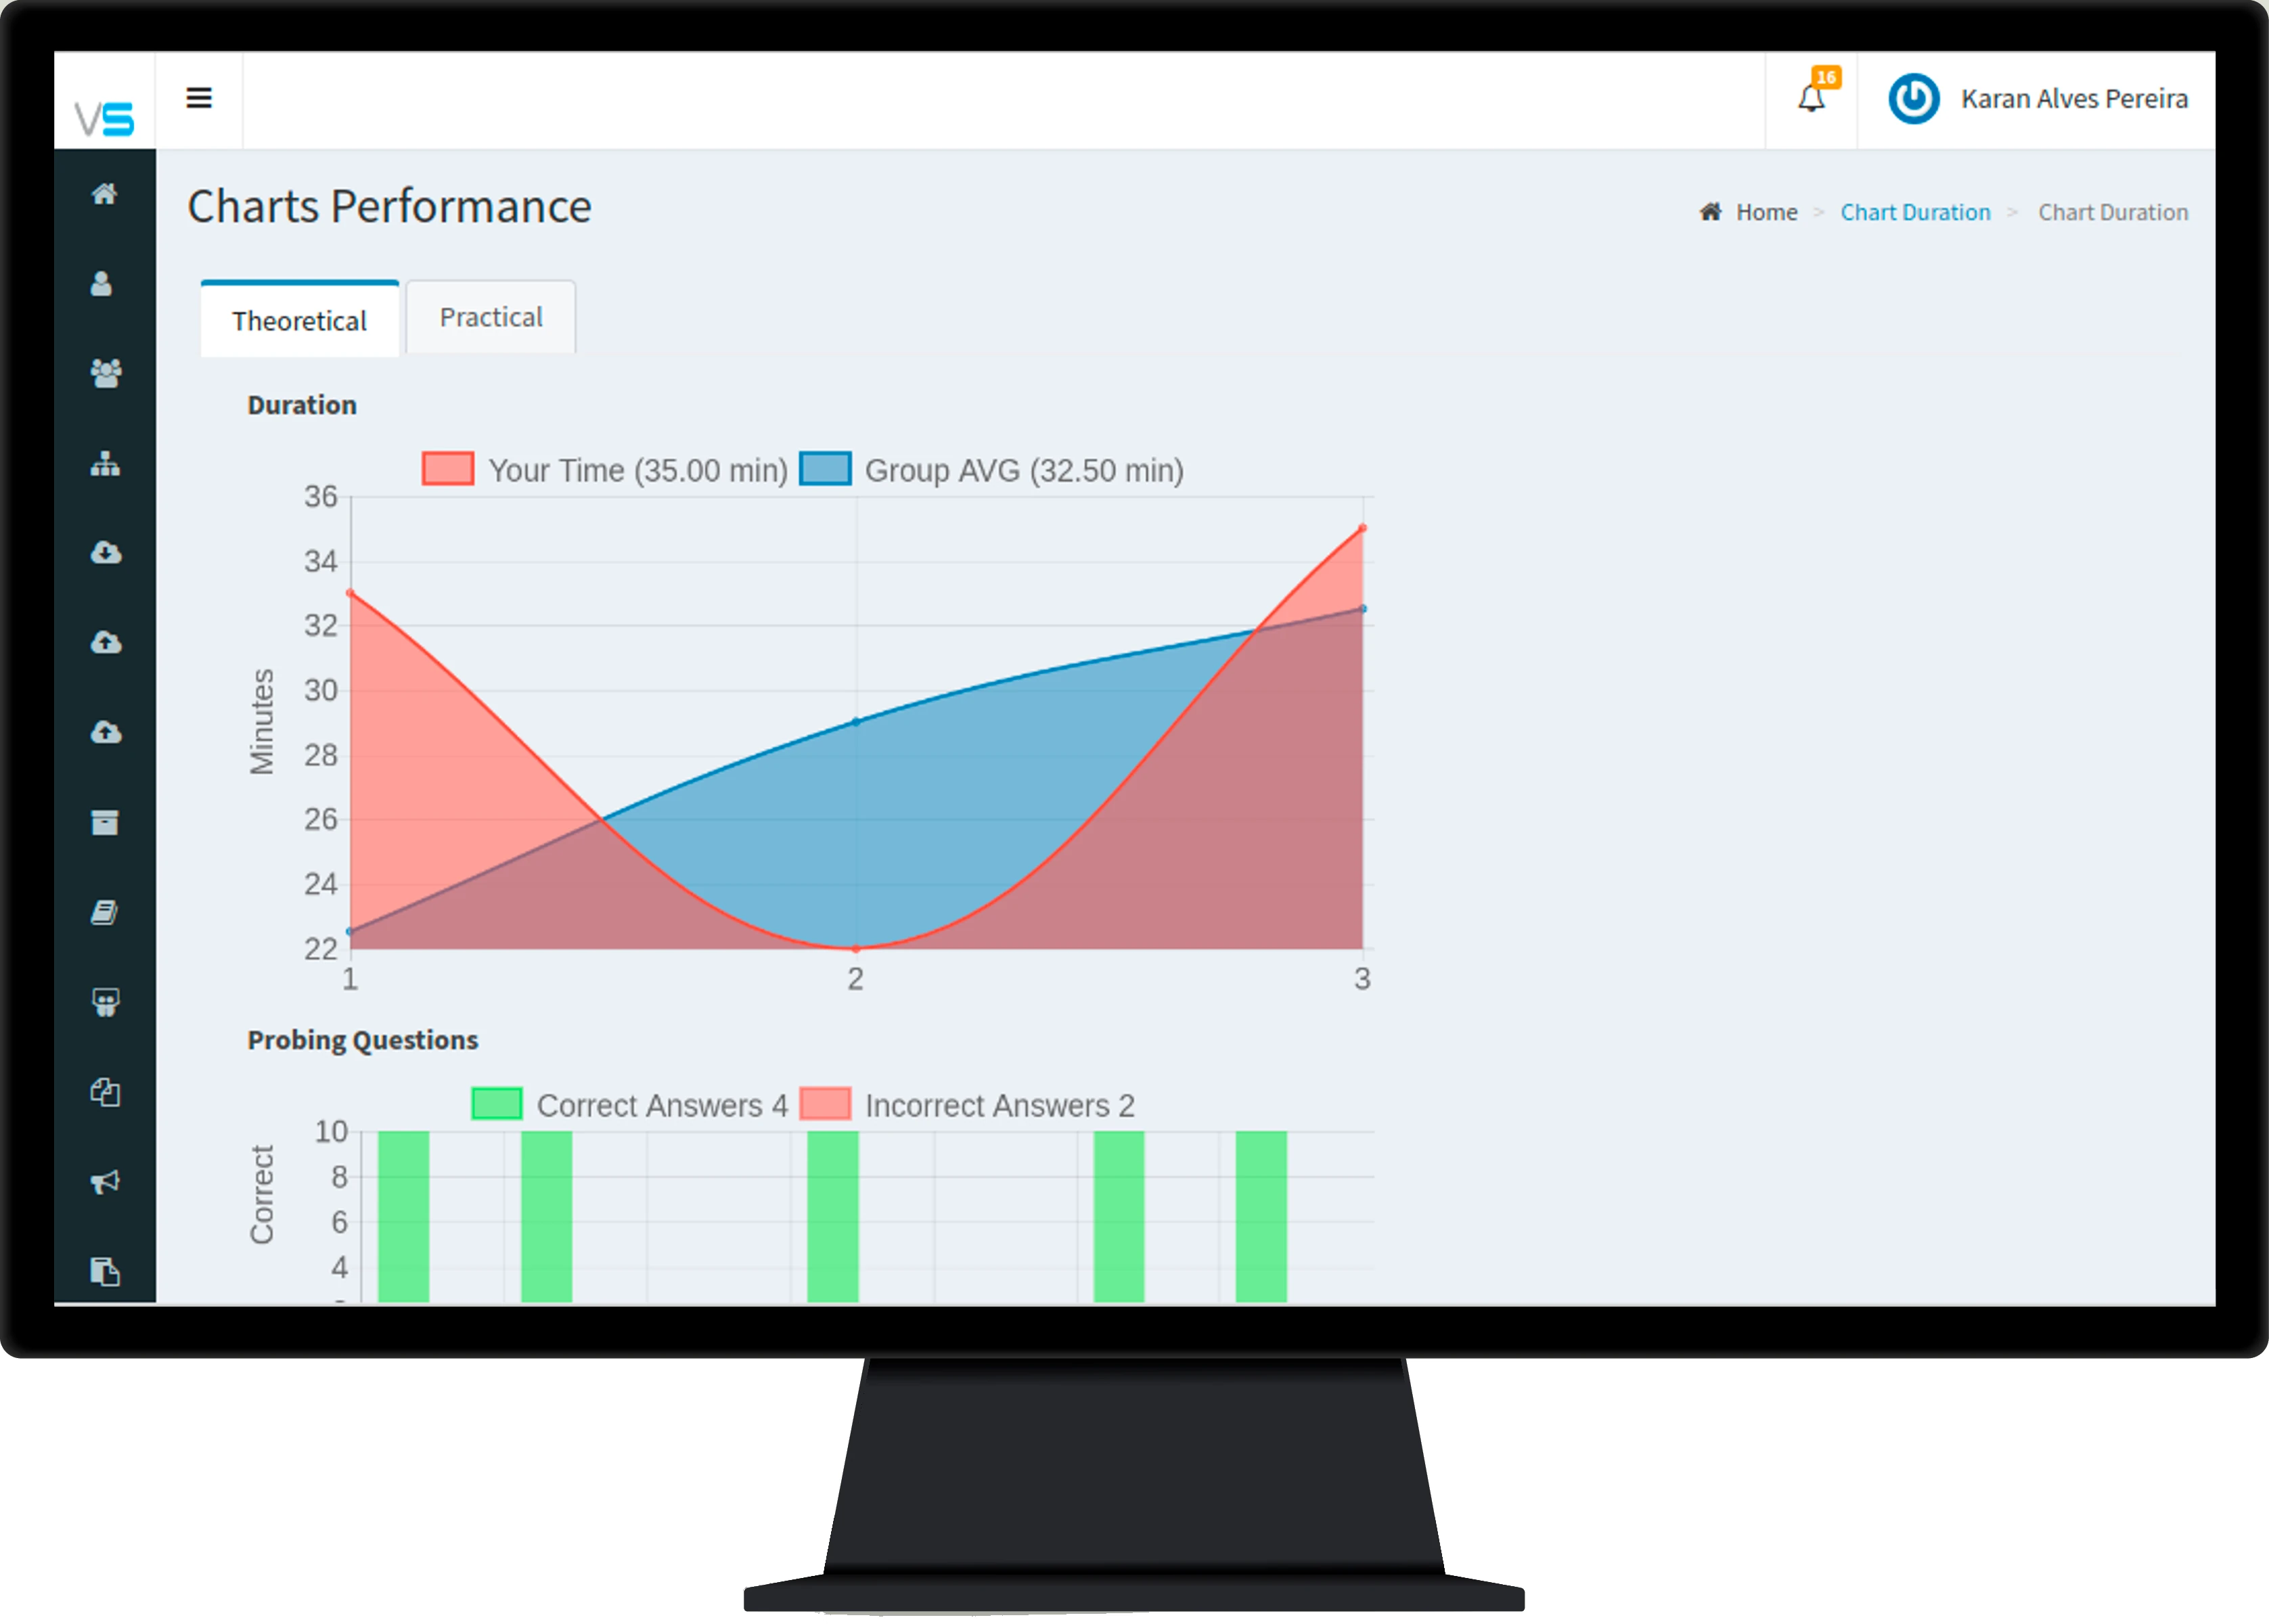 VS
16
Karan Alves Pereira
Charts Performance
Home > Chart Duration > Chart Duration
Theoretical
Practical
Duration
Your Time (35.00 min)
Group AVG (32.50 min)
36
34
32
30
28
26
24
22
Minutes
1 2 3
Probing Questions
Correct Answers 4
Incorrect Answers 2
10
8
6
4
Correct